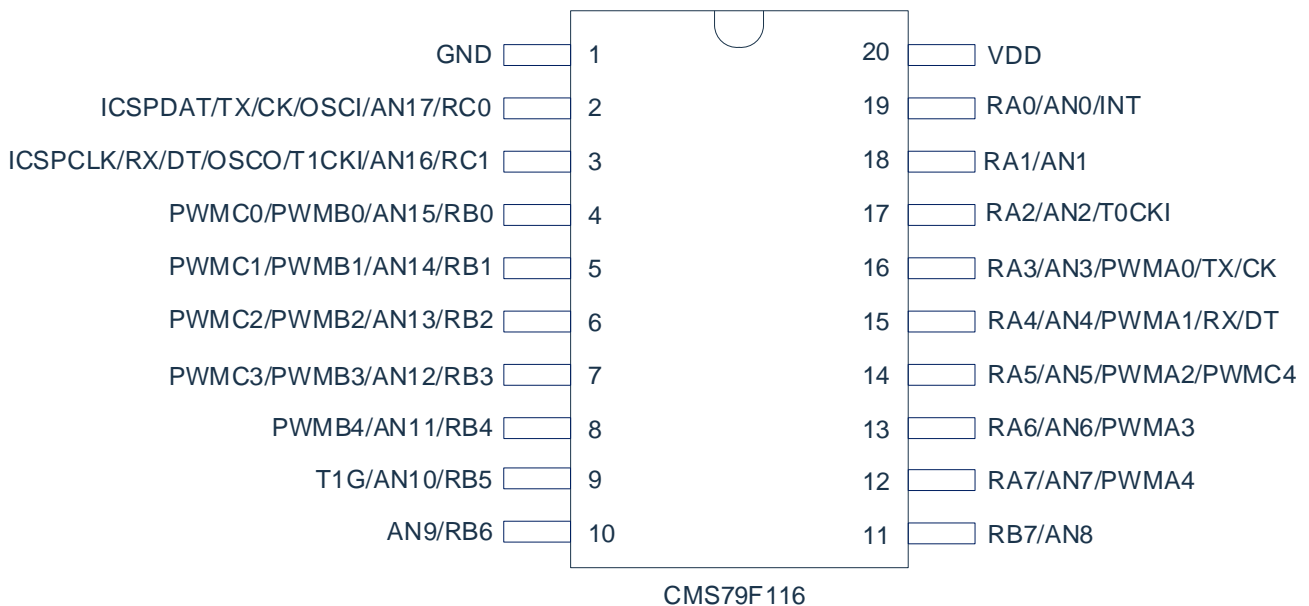 GND 1 20 VDD
ICSPDAT/TX/CK/OSCI/AN17/RC0 2 19 RA0/AN0/INT
ICSPCLK/RX/DT/OSCO/T1CKI/AN16/RC1 3 18 RA1/AN1
PWMC0/PWMB0/AN15/RB0 4 17 RA2/AN2/T0CKI
PWMC1/PWMB1/AN14/RB1 5 16 RA3/AN3/PWMA0/TX/CK
PWMC2/PWMB2/AN13/RB2 6 15 RA4/AN4/PWMA1/RX/DT
PWMC3/PWMB3/AN12/RB3 7 14 RA5/AN5/PWMA2/PWMC4
PWMB4/AN11/RB4 8 13 RA6/AN6/PWMA3
T1G/AN10/RB5 9 12 RA7/AN7/PWMA4
AN9/RB6 10 11 RB7/AN8
CMS79F116